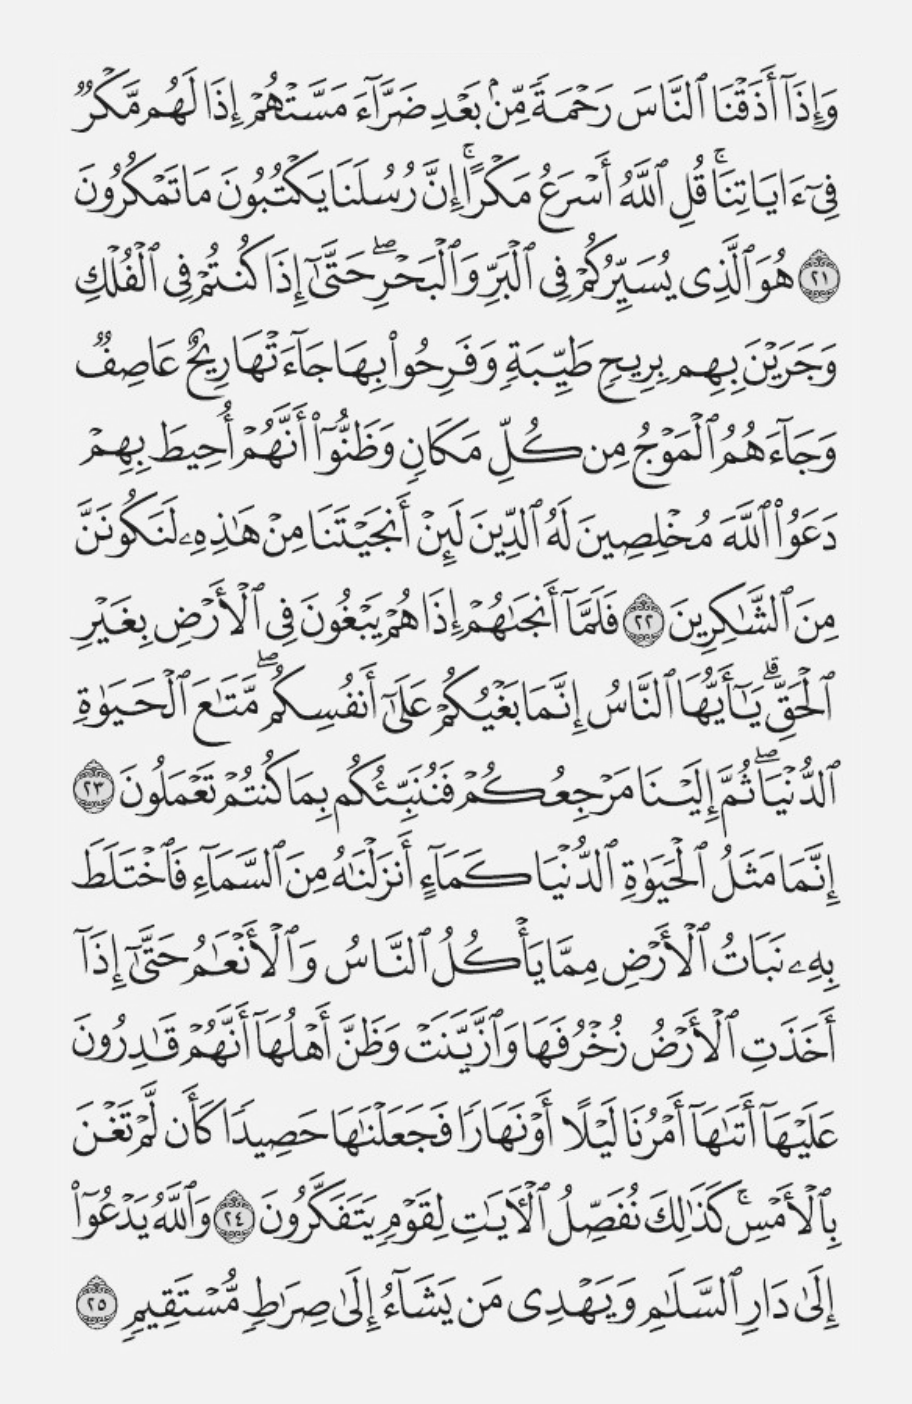 وَإِذَآ أَذَقْنَا ٱلنَّاسَ رَحْمَةً مِّنۢ بَعْدِ ضَرَّآءَ مَسَّتْهُمْ إِذَا لَهُم مَّكْرٌ
فِىٓ ءَايَاتِنَا ۚ قُلِ ٱللَّهُ أَسْرَعُ مَكْرًا ۚ إِنَّ رُسُلَنَا يَكْتُبُونَ مَا تَمْكُرُونَ
٢١ هُوَ ٱلَّذِى يُسَيِّرُكُمْ فِى ٱلْبَرِّ وَٱلْبَحْرِ ۖ حَتَّىٰٓ إِذَا كُنتُمْ فِى ٱلْفُلْكِ
وَجَرَيْنَ بِهِم بِرِيحٍ طَيِّبَةٍ وَفَرِحُوا۟ بِهَا جَآءَتْهَا رِيحٌ عَاصِفٌ
وَجَآءَهُمُ ٱلْمَوْجُ مِن كُلِّ مَكَانٍ وَظَنُّوٓا۟ أَنَّهُمْ أُحِيطَ بِهِمْ
دَعَوُا۟ ٱللَّهَ مُخْلِصِينَ لَهُ ٱلدِّينَ لَئِنْ أَنجَيْتَنَا مِنْ هَٰذِهِۦ لَنَكُونَنَّ
مِنَ ٱلشَّٰكِرِينَ ٢٢ فَلَمَّآ أَنجَىٰهُمْ إِذَا هُمْ يَبْغُونَ فِى ٱلْأَرْضِ بِغَيْرِ
ٱلْحَقِّ ۗ يَٰٓأَيُّهَا ٱلنَّاسُ إِنَّمَا بَغْيُكُمْ عَلَىٰٓ أَنفُسِكُم ۖ مَّتَٰعَ ٱلْحَيَوٰةِ
ٱلدُّنْيَا ۖ ثُمَّ إِلَيْنَا مَرْجِعُكُمْ فَنُنَبِّئُكُم بِمَا كُنتُمْ تَعْمَلُونَ ٢٣
إِنَّمَا مَثَلُ ٱلْحَيَوٰةِ ٱلدُّنْيَا كَمَآءٍ أَنزَلْنَٰهُ مِنَ ٱلسَّمَآءِ فَٱخْتَلَطَ
بِهِۦ نَبَاتُ ٱلْأَرْضِ مِمَّا يَأْكُلُ ٱلنَّاسُ وَٱلْأَنْعَٰمُ حَتَّىٰٓ إِذَآ
أَخَذَتِ ٱلْأَرْضُ زُخْرُفَهَا وَٱزَّيَّنَتْ وَظَنَّ أَهْلُهَآ أَنَّهُمْ قَٰدِرُونَ
عَلَيْهَآ أَتَىٰهَآ أَمْرُنَا لَيْلًا أَوْ نَهَارًا فَجَعَلْنَٰهَا حَصِيدًا كَأَن لَّمْ تَغْنَ
بِٱلْأَمْسِ ۚ كَذَٰلِكَ نُفَصِّلُ ٱلْءَايَٰتِ لِقَوْمٍ يَتَفَكَّرُونَ ٢٤ وَٱللَّهُ يَدْعُوٓا۟
إِلَىٰ دَارِ ٱلسَّلَٰمِ وَيَهْدِى مَن يَشَآءُ إِلَىٰ صِرَٰطٍ مُّسْتَقِيمٍ ٢٥